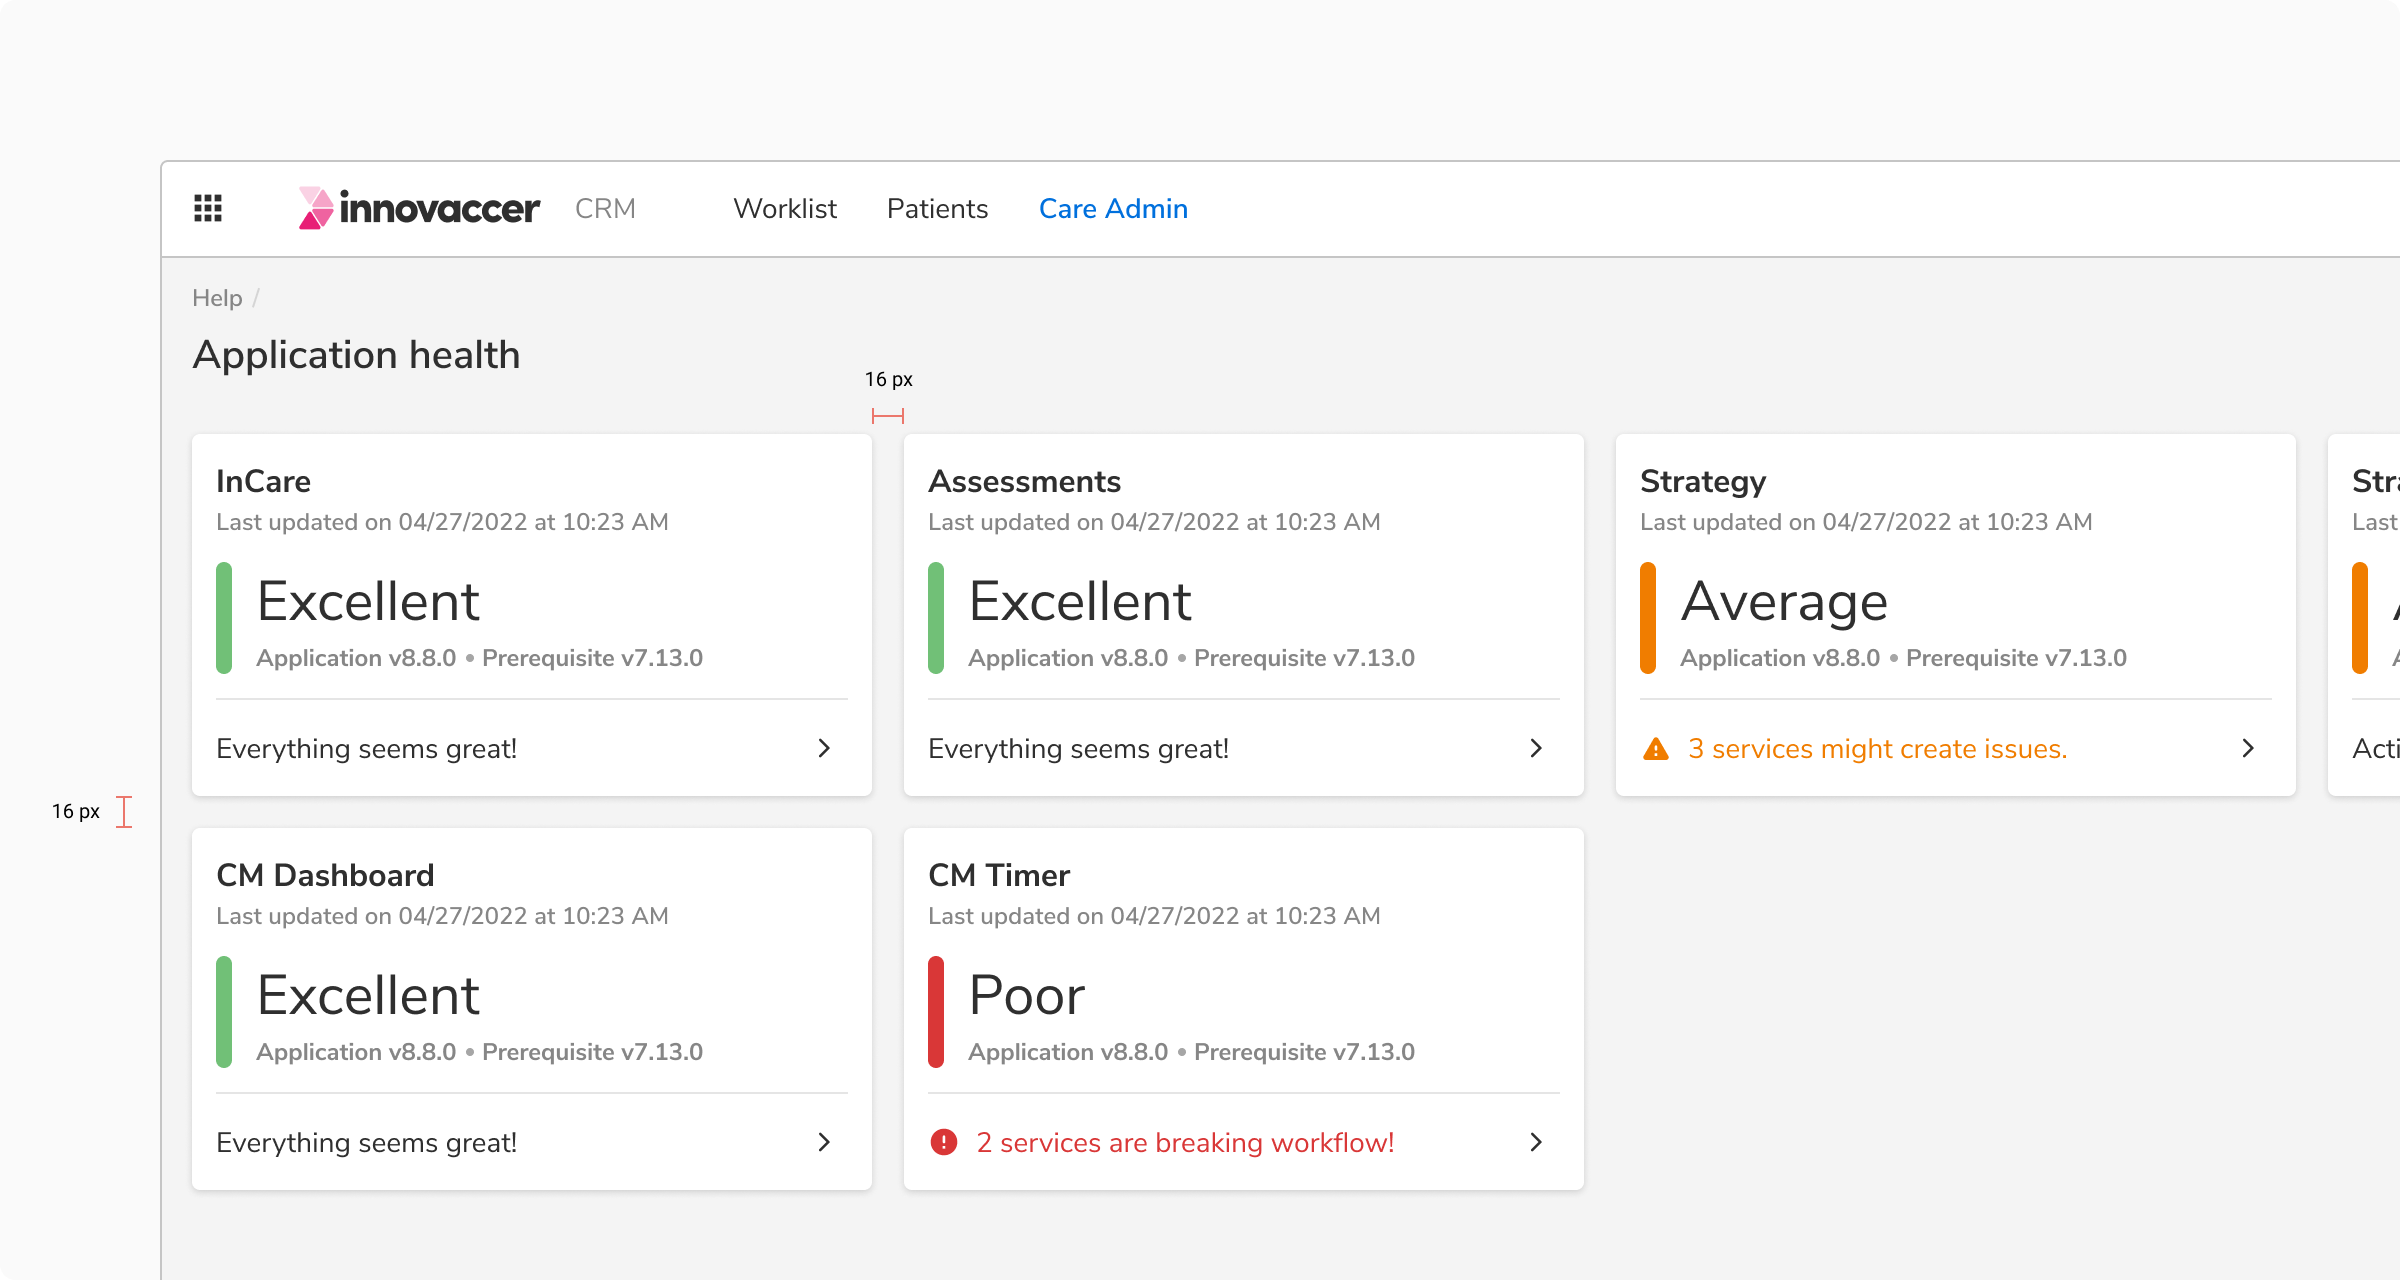 innovaccer CRM Worklist Patients Care Admin
Help /
Application health
16 px
InCare
Last updated on 04/27/2022 at 10:23 AM
Excellent
Application v8.8.0 • Prerequisite v7.13.0
Everything seems great!
Assessments
Last updated on 04/27/2022 at 10:23 AM
Excellent
Application v8.8.0 • Prerequisite v7.13.0
Everything seems great!
Strategy
Last updated on 04/27/2022 at 10:23 AM
Average
Application v8.8.0 • Prerequisite v7.13.0
3 services might create issues.
Last
16 px
CM Dashboard
Last updated on 04/27/2022 at 10:23 AM
Excellent
Application v8.8.0 • Prerequisite v7.13.0
Everything seems great!
CM Timer
Last updated on 04/27/2022 at 10:23 AM
Poor
Application v8.8.0 • Prerequisite v7.13.0
2 services are breaking workflow!